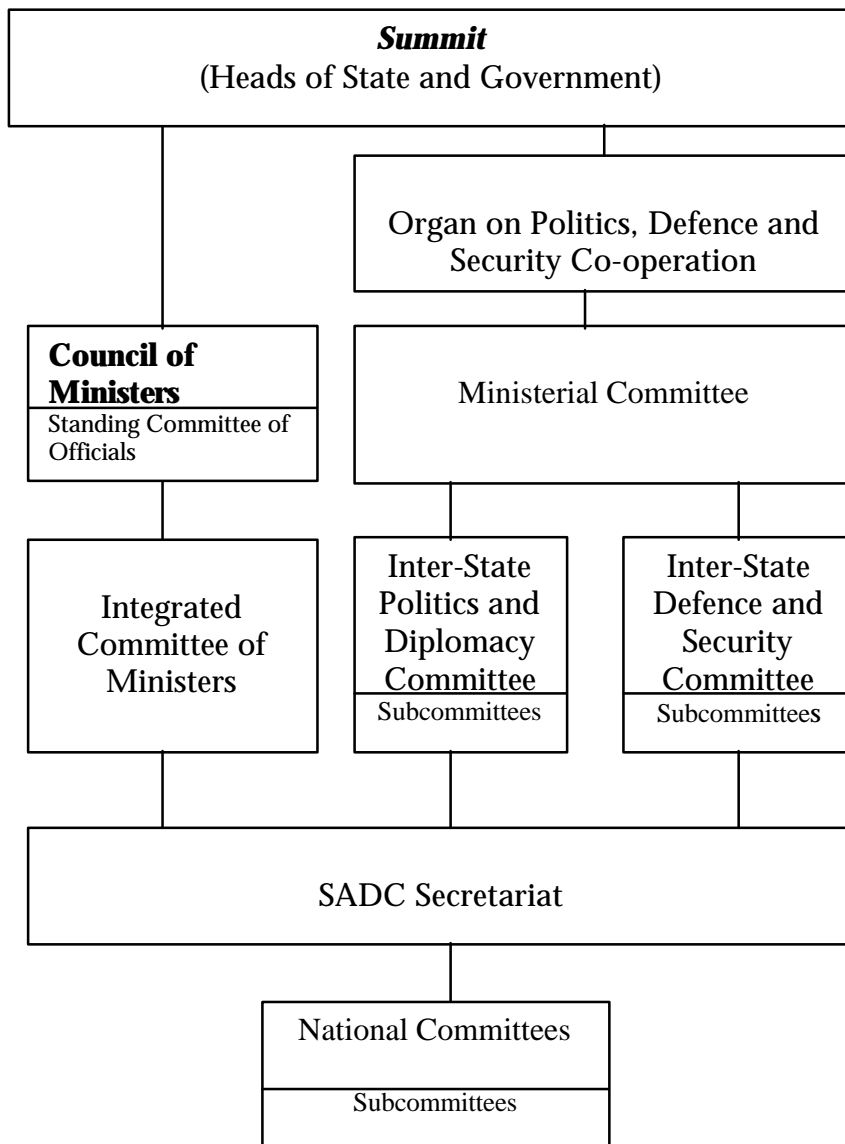 Summit
(Heads of State and Government)
Organ on Politics, Defence and
Security Co-operation
Council of
Ministers
Standing Committee of
Officials
Ministerial Committee
Integrated
Committee of
Ministers
Inter-State
Politics and
Diplomacy
Committee
Subcommittees
Inter-State
Defence and
Security
Committee
Subcommittees
SADC Secretariat
National Committees
Subcommittees